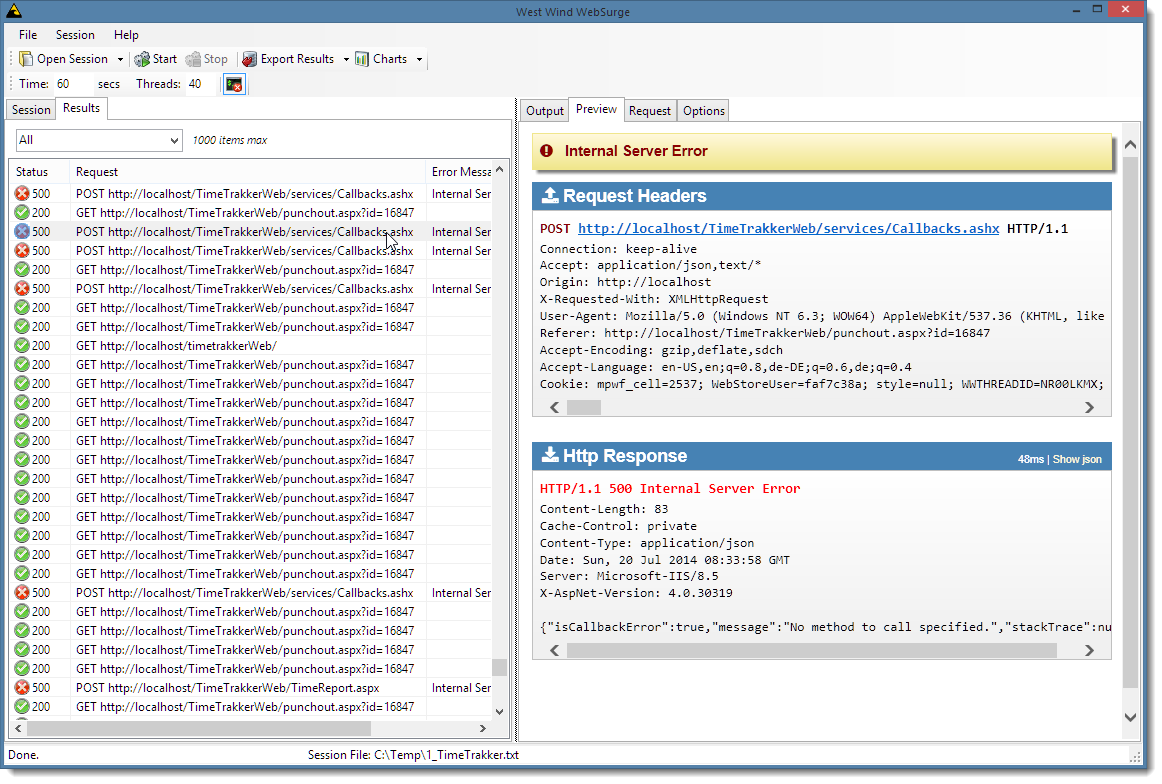 West Wind WebSurge
File Session Help
Open Session Start Stop Export Results Charts
Time: 60 secs Threads: 40
Session Results
All 1000 items max
Status Request Error Messa
500 POST http://localhost/TimeTrakkerWeb/services/Callbacks.ashx Internal Ser
200 GET http://localhost/TimeTrakkerWeb/punchout.aspx?id=16847
500 POST http://localhost/TimeTrakkerWeb/services/Callbacks.ashx Internal Ser
500 POST http://localhost/TimeTrakkerWeb/services/Callbacks.ashx Internal Ser
200 GET http://localhost/TimeTrakkerWeb/punchout.aspx?id=16847
500 POST http://localhost/TimeTrakkerWeb/services/Callbacks.ashx Internal Ser
200 GET http://localhost/TimeTrakkerWeb/punchout.aspx?id=16847
200 GET http://localhost/TimeTrakkerWeb/punchout.aspx?id=16847
200 GET http://localhost/timetrakkerWeb/
200 GET http://localhost/TimeTrakkerWeb/punchout.aspx?id=16847
200 GET http://localhost/TimeTrakkerWeb/punchout.aspx?id=16847
200 GET http://localhost/TimeTrakkerWeb/punchout.aspx?id=16847
200 GET http://localhost/TimeTrakkerWeb/punchout.aspx?id=16847
200 GET http://localhost/TimeTrakkerWeb/punchout.aspx?id=16847
200 GET http://localhost/TimeTrakkerWeb/punchout.aspx?id=16847
200 GET http://localhost/TimeTrakkerWeb/punchout.aspx?id=16847
200 GET http://localhost/TimeTrakkerWeb/punchout.aspx?id=16847
200 GET http://localhost/TimeTrakkerWeb/punchout.aspx?id=16847
200 GET http://localhost/TimeTrakkerWeb/punchout.aspx?id=16847
200 GET http://localhost/TimeTrakkerWeb/punchout.aspx?id=16847
200 GET http://localhost/TimeTrakkerWeb/punchout.aspx?id=16847
500 POST http://localhost/TimeTrakkerWeb/services/Callbacks.ashx Internal Ser
200 GET http://localhost/TimeTrakkerWeb/punchout.aspx?id=16847
200 GET http://localhost/TimeTrakkerWeb/punchout.aspx?id=16847
200 GET http://localhost/TimeTrakkerWeb/punchout.aspx?id=16847
200 GET http://localhost/TimeTrakkerWeb/punchout.aspx?id=16847
500 POST http://localhost/TimeTrakkerWeb/TimeReport.aspx Internal Ser
200 GET http://localhost/TimeTrakkerWeb/punchout.aspx?id=16847
Output Preview Request Options
Internal Server Error
Request Headers
POST http://localhost/TimeTrakkerWeb/services/Callbacks.ashx HTTP/1.1
Connection: keep-alive
Accept: application/json,text/*
Origin: http://localhost
X-Requested-With: XMLHttpRequest
User-Agent: Mozilla/5.0 (Windows NT 6.3; WOW64) AppleWebKit/537.36 (KHTML, like
Referer: http://localhost/TimeTrakkerWeb/punchout.aspx?id=16847
Accept-Encoding: gzip,deflate,sdch
Accept-Language: en-US,en;q=0.8,de-DE;q=0.6,de;q=0.4
Cookie: mpwf_cell=2537; WebStoreUser=faf7c38a; style=null; WWTHREADID=NR00LKMX;
Http Response 48ms | Show json
HTTP/1.1 500 Internal Server Error
Content-Length: 83
Cache-Control: private
Content-Type: application/json
Date: Sun, 20 Jul 2014 08:33:58 GMT
Server: Microsoft-IIS/8.5
X-AspNet-Version: 4.0.30319
{"isCallbackError":true,"message":"No method to call specified.","stackTrace":nu
Done. Session File: C:\Temp\1_TimeTrakker.txt